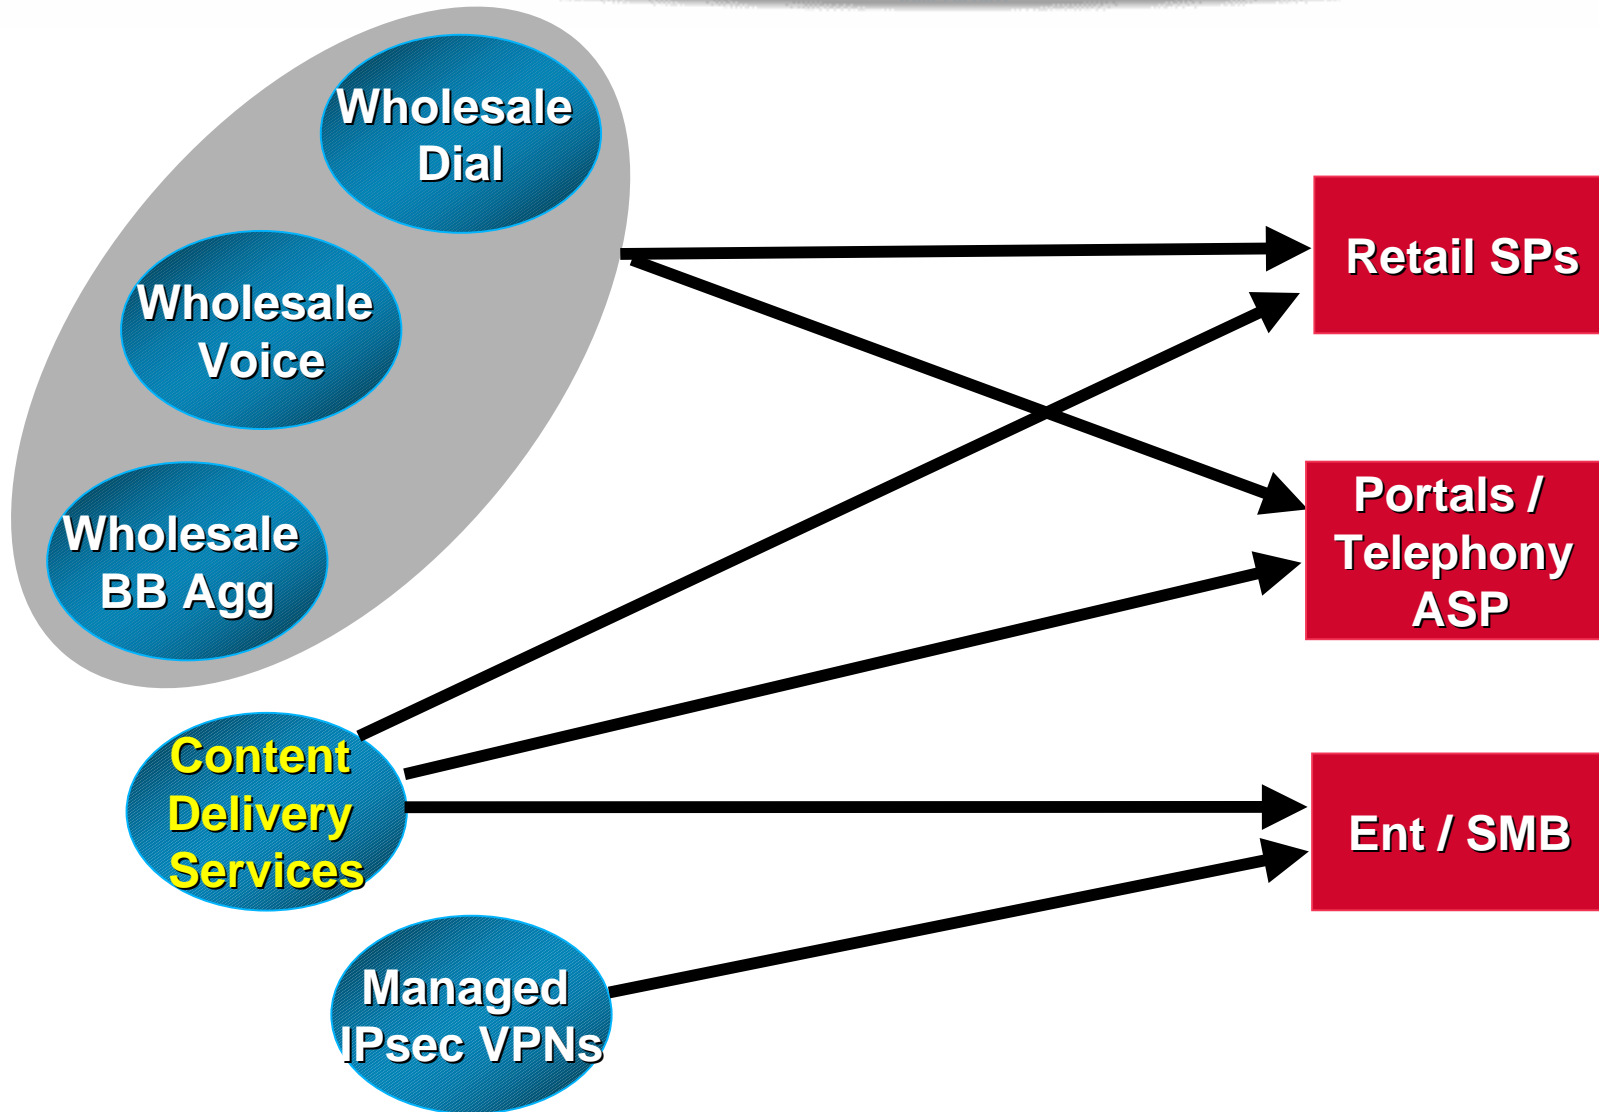 Wholesale
Dial
Wholesale
Voice
Wholesale
BB Agg
Content
Delivery
Services
Managed
IPsec VPNs
Retail SPs
Portals /
Telephony
ASP
Ent / SMB